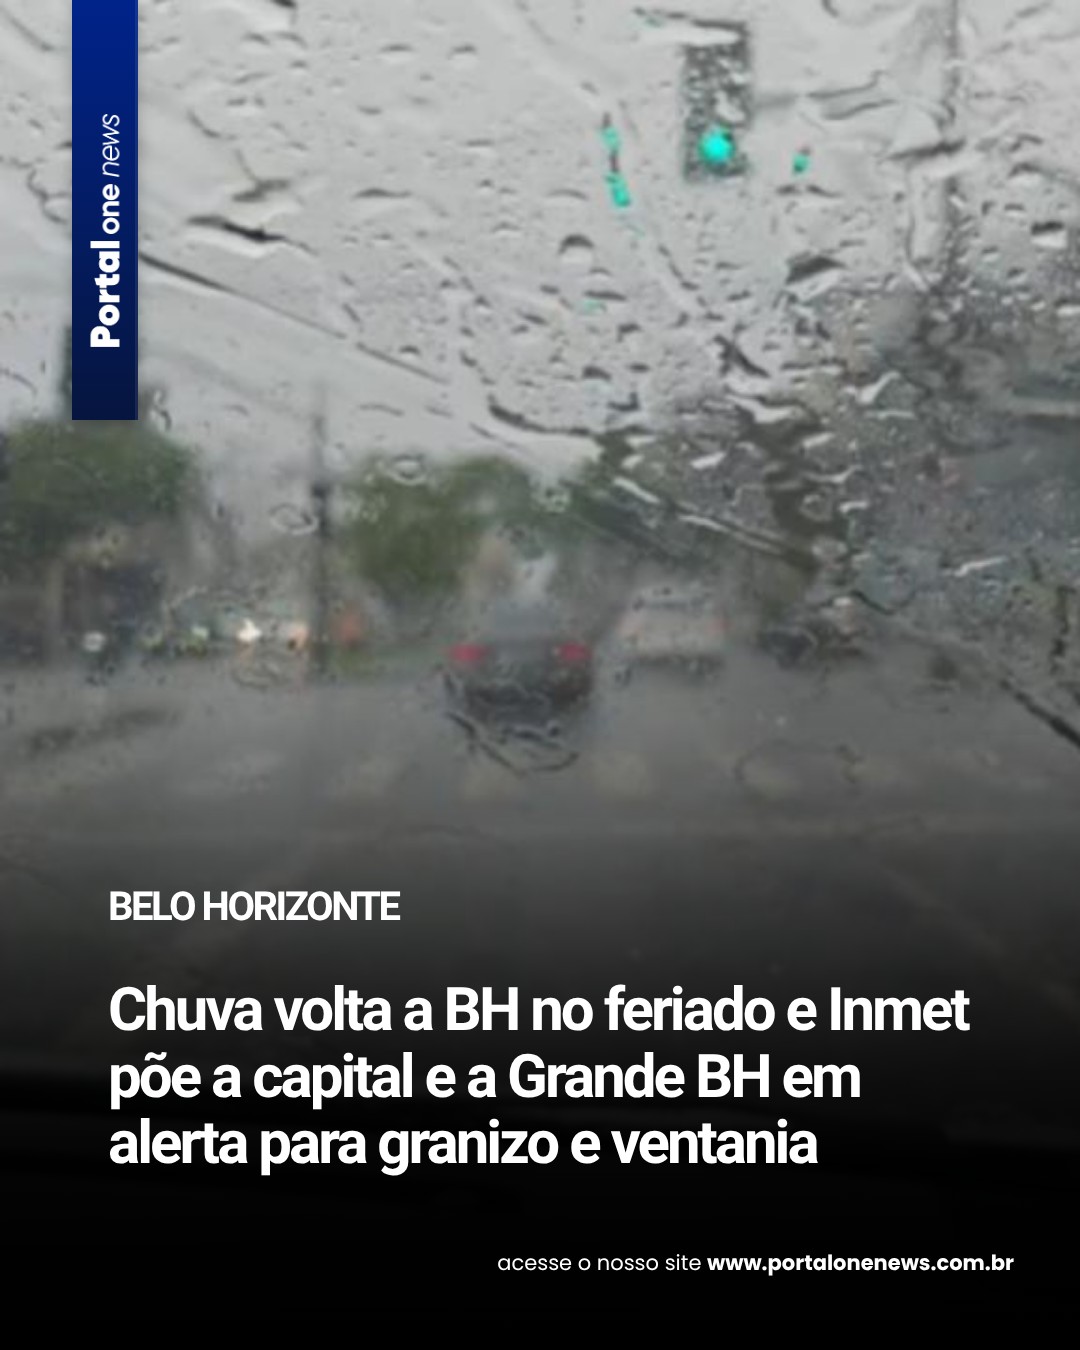 Portal one news
BELO HORIZONTE
Chuva volta a BH no feriado e Inmet
põe a capital e a Grande BH em
alerta para granizo e ventania
acesse o nosso site www.portalonenews.com.br